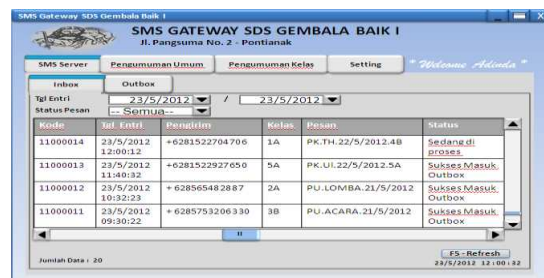 SMS Gateway SDS Gembala Baik 1
SMS GATEWAY SDS GEMBALA BAIK I
Jl. Pangsuma No. 2 - Pontianak
SMS Server Pengumuman Umum Pengumuman Kelas Setting * Welcome Adinda *
Inbox Outbox
Tgl Entri 23/5/2012 / 23/5/2012
Status Pesan -- Semua--
Kode Tgl Entri Pengirim Kelas Pesan Status
11000014 23/5/2012 +6281522704706 1A PK.TH.22/5/2012.4B Sedang di
12:00:12 proses
11000013 23/5/2012 +6281522927650 5A PK.UI.22/5/2012.5A Sukses Masuk
11:40:32 Outbox
11000012 23/5/2012 + 628565482887 2A PU.LOMBA.21/5/2012 Sukses Masuk
10:32:23 Outbox
11000011 23/5/2012 + 6285753206330 3B PU.ACARA.21/5/2012 Sukses Masuk
09:30:22 Outbox
Jumlah Data : 20 F5 - Refresh
23/5/2012 12:00:32